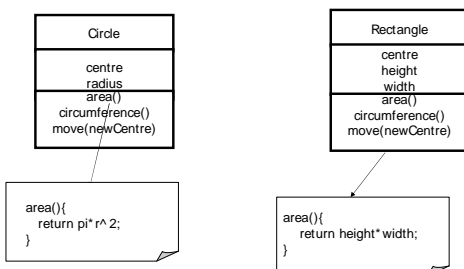 Circle
centre
radius
area()
circumference()
move(newCentre)
area(){
return pi*r^2;
}
Rectangle
centre
height
width
area()
circumference()
move(newCentre)
area(){
return height*width;
}